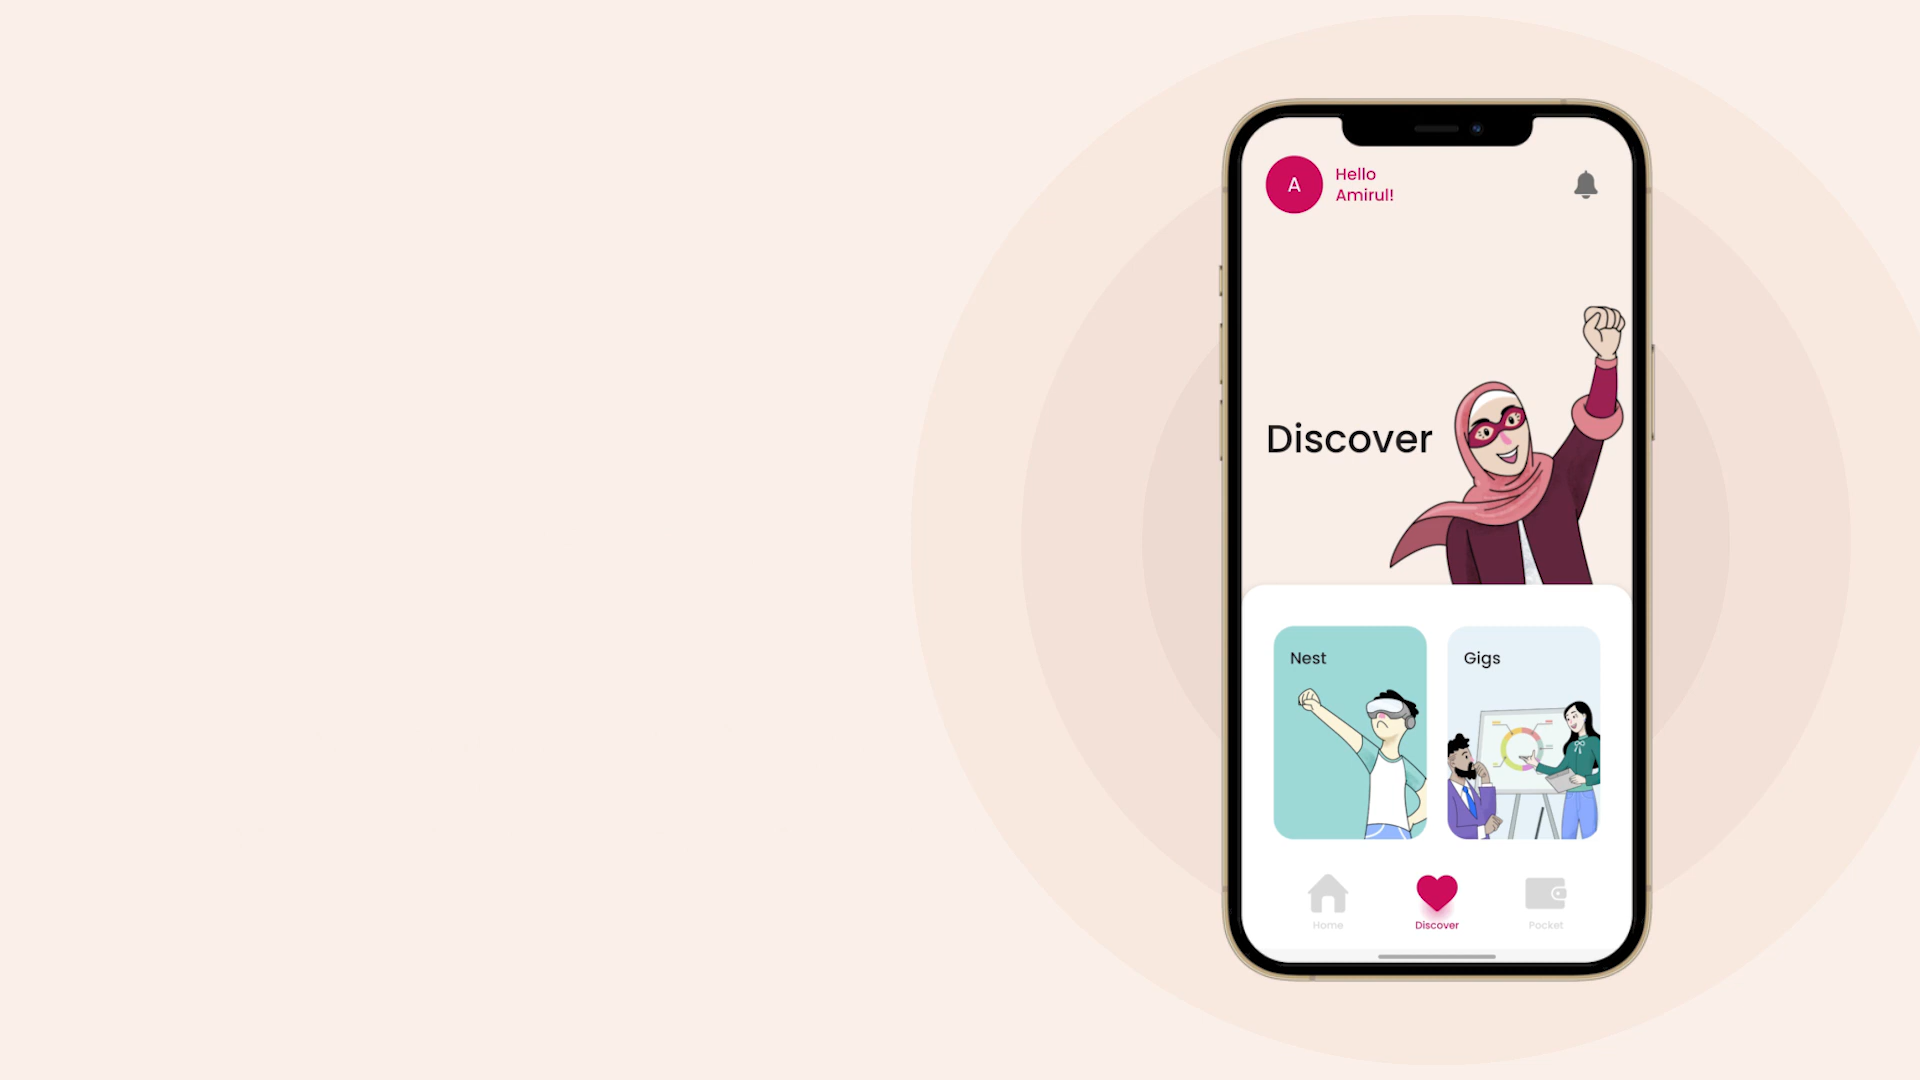 A
Hello
Amirul!
Discover
Nest
Gigs
Home
Discover
Pocket